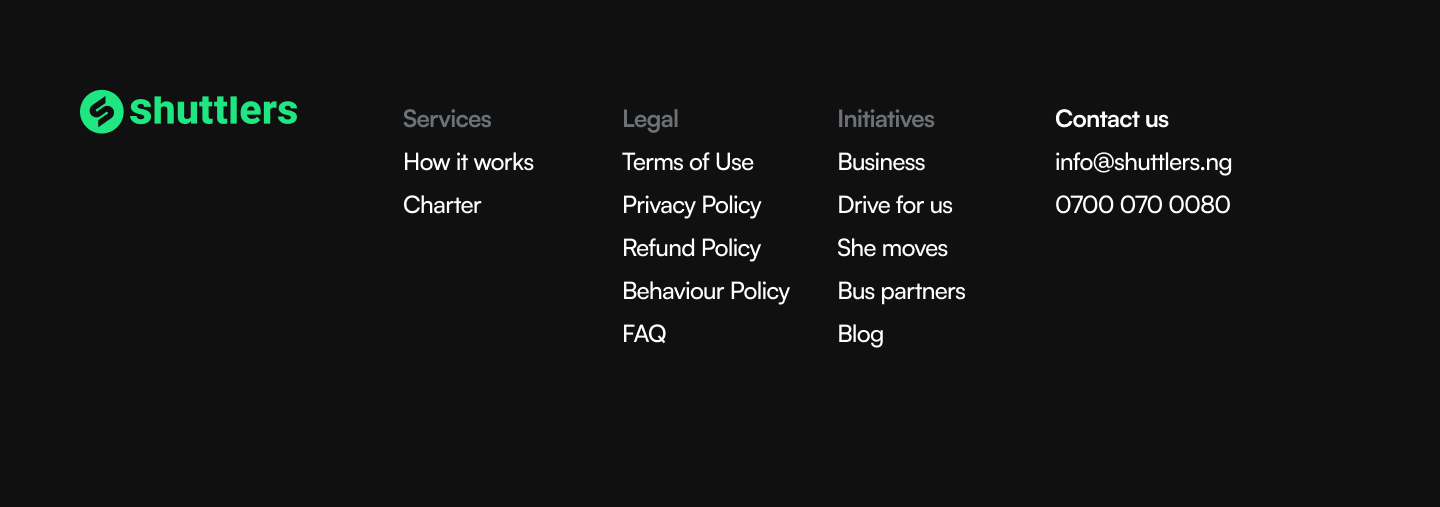 shuttlers
Services
How it works
Charter
Legal
Terms of Use
Privacy Policy
Refund Policy
Behaviour Policy
FAQ
Initiatives
Business
Drive for us
She moves
Bus partners
Blog
Contact us
info@shuttlers.ng
0700 070 0080